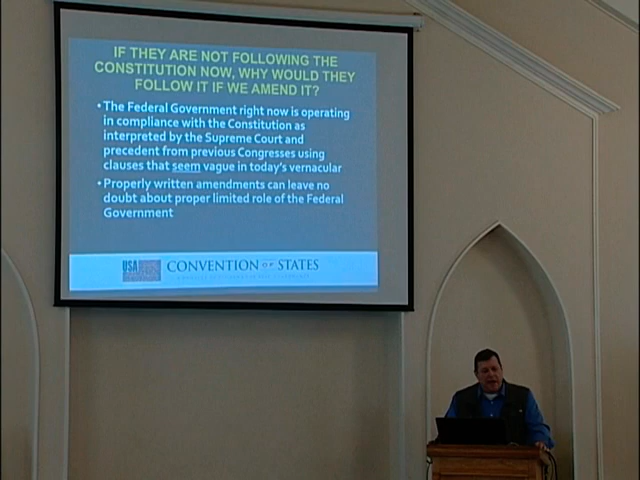 IF THEY ARE NOT FOLLOWING THE
CONSTITUTION NOW, WHY WOULD THEY
FOLLOW IT IF WE AMEND IT?
• The Federal Government right now is operating
in compliance with the Constitution as
interpreted by the Supreme Court and
precedent from previous Congresses using
clauses that seem vague in today's vernacular
• Properly written amendments can leave no
doubt about proper limited role of the Federal
Government
USA
CONVENTION OF STATES